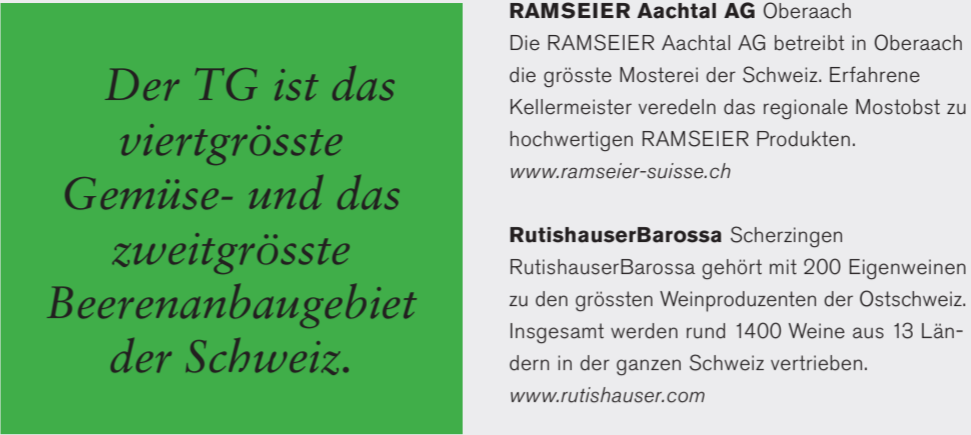 Der TG ist das
viertgrösste
Gemüse- und das
zweitgrösste
Beerenanbaugebiet
der Schweiz.
RAMSEIER Aachtal AG Oberaach
Die RAMSEIER Aachtal AG betreibt in Oberaach
die grösste Mosterei der Schweiz. Erfahrene
Kellermeister veredeln das regionale Mostobst zu
hochwertigen RAMSEIER Produkten.
www.ramseier-suisse.ch
RutishauserBarossa Scherzingen
RutishauserBarossa gehört mit 200 Eigenweinen
zu den grössten Weinproduzenten der Ostschweiz.
Insgesamt werden rund 1400 Weine aus 13 Län-
dern in der ganzen Schweiz vertrieben.
www.rutishauser.com